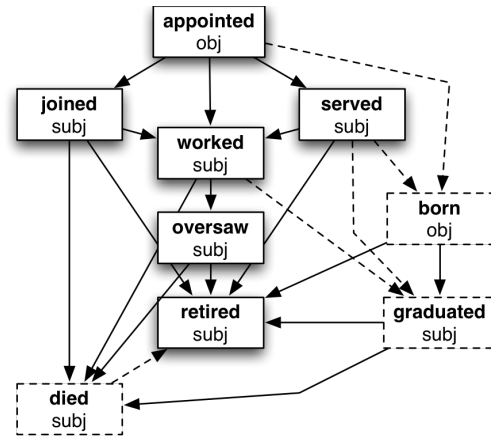 appointed
obj
joined
subj
served
subj
worked
subj
born
obj
oversaw
subj
retired
subj
graduated
subj
died
subj